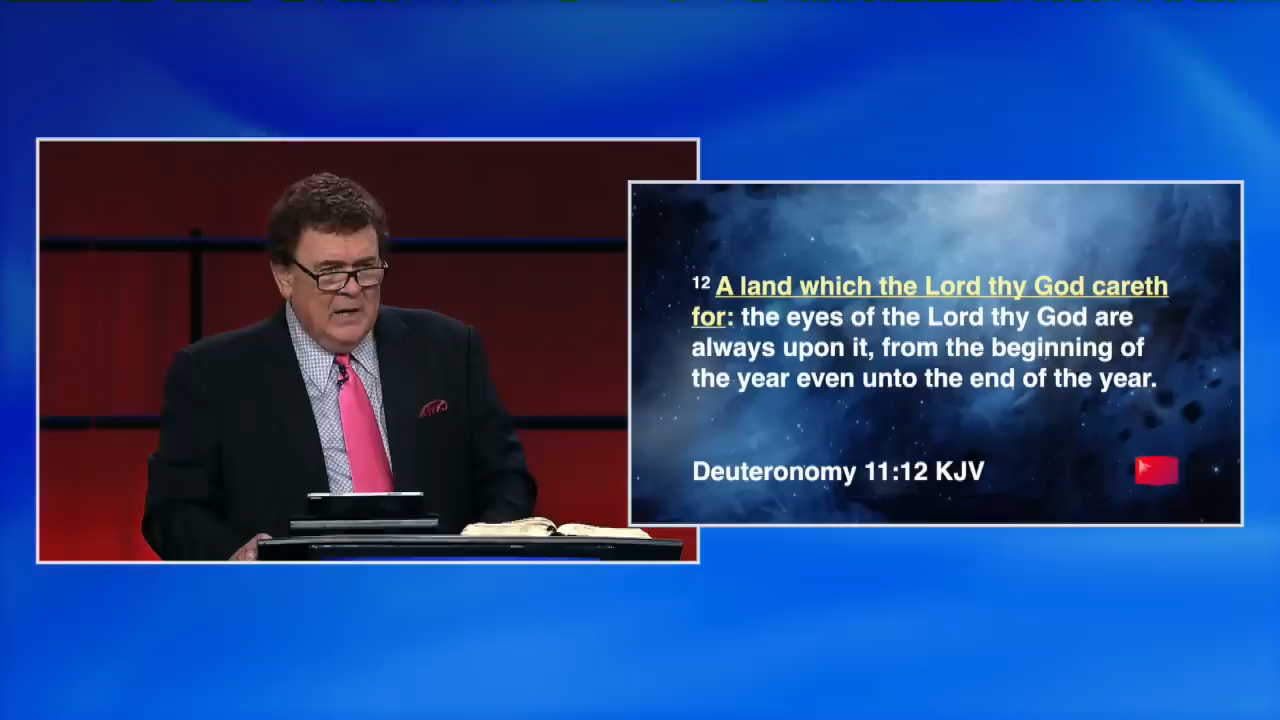 12 A land which the Lord thy God careth
for: the eyes of the Lord thy God are
always upon it, from the beginning of
the year even unto the end of the year.
Deuteronomy 11:12 KJV